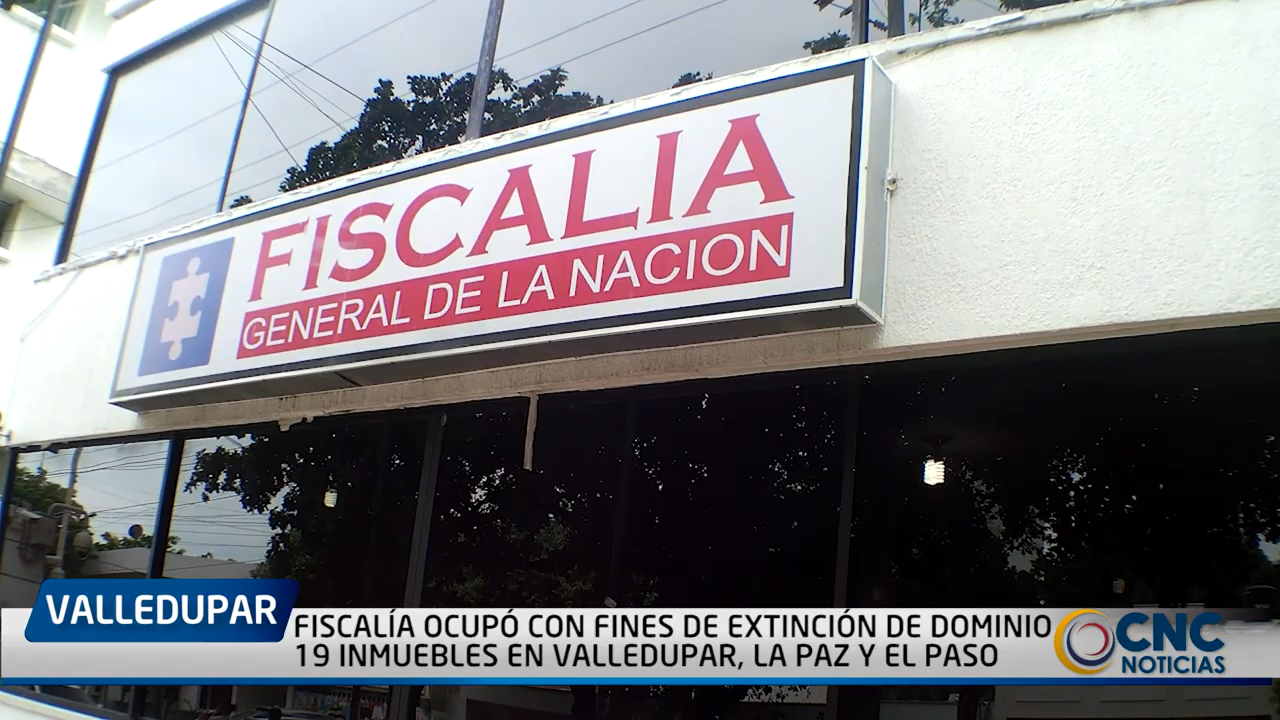 FISCALIA
GENERAL DE LA NACION
VALLEDUPAR
FISCALÍA OCUPÓ CON FINES DE EXTINCIÓN DE DOMINIO
19 INMUEBLES EN VALLEDUPAR, LA PAZ Y EL PASO
CNC
NOTICIAS